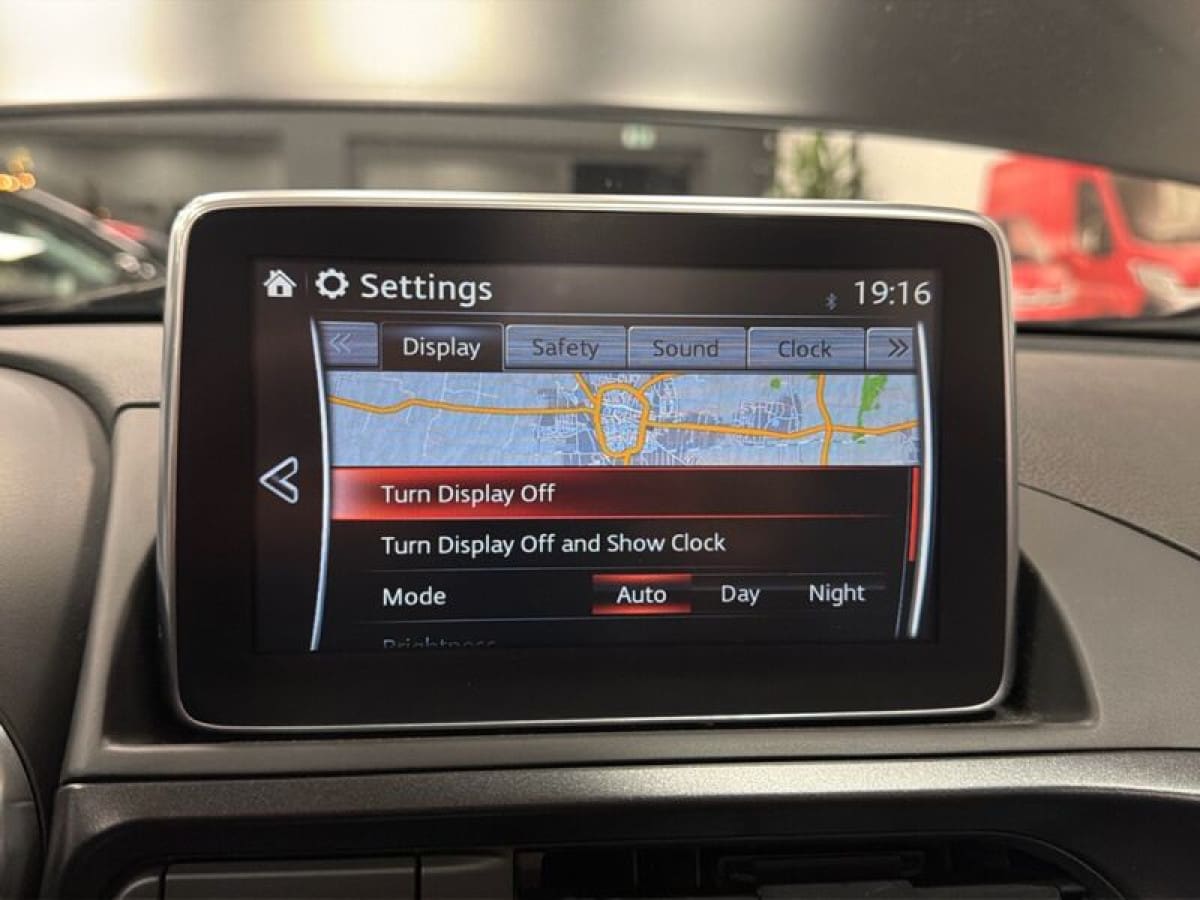 Settings 19:16
Display Safety Sound Clock
Turn Display Off
Turn Display Off and Show Clock
Mode Auto Day Night
Brightness